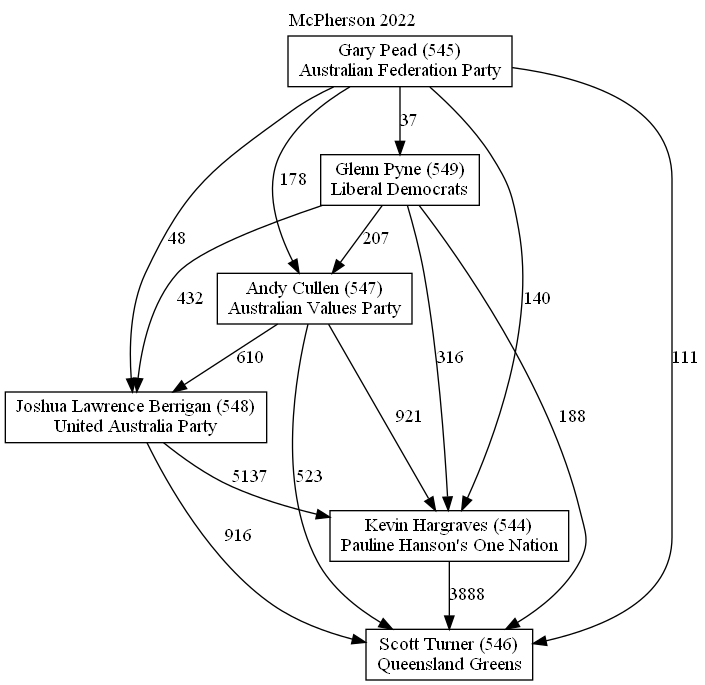 McPherson 2022
Gary Pead (545)
Australian Federation Party
37
Glenn Pyne (549)
Liberal Democrats
178
48
207
432
140
Andy Cullen (547)
Australian Values Party
610
316
111
Joshua Lawrence Berrigan (548)
United Australia Party
921
188
5137
523
916
Kevin Hargraves (544)
Pauline Hanson's One Nation
3888
Scott Turner (546)
Queensland Greens